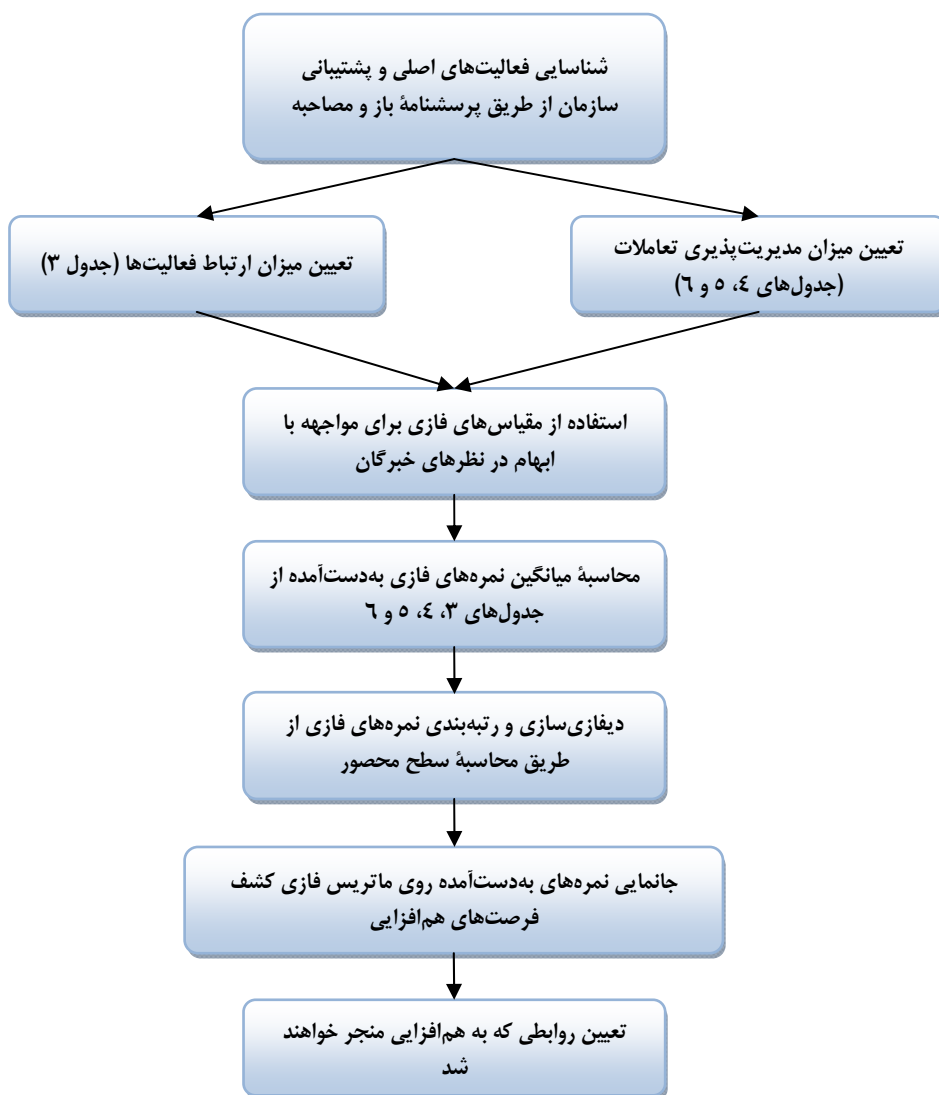 شناسایی فعالیت‌های اصلی و پشتیبانی
سازمان از طریق پرسشنامهٔ باز و مصاحبه
تعیین میزان مدیریت‌پذیری تعاملات
(جدول‌های ٤، ٥ و ٦)
تعیین میزان ارتباط فعالیت‌ها (جدول ٣)
استفاده از مقیاس‌های فازی برای مواجهه با
ابهام در نظرهای خبرگان
محاسبهٔ میانگین نمره‌های فازی به‌دست‌آمده از
جدول‌های ٣، ٤، ٥ و ٦
دیفازی‌سازی و رتبه‌بندی نمره‌های فازی از
طریق محاسبهٔ سطح محصور
جانمایی نمره‌های به‌دست‌آمده روی ماتریس فازی کشف
فرصت‌های هم‌افزایی
تعیین روابطی که به هم‌افزایی منجر خواهند
شد